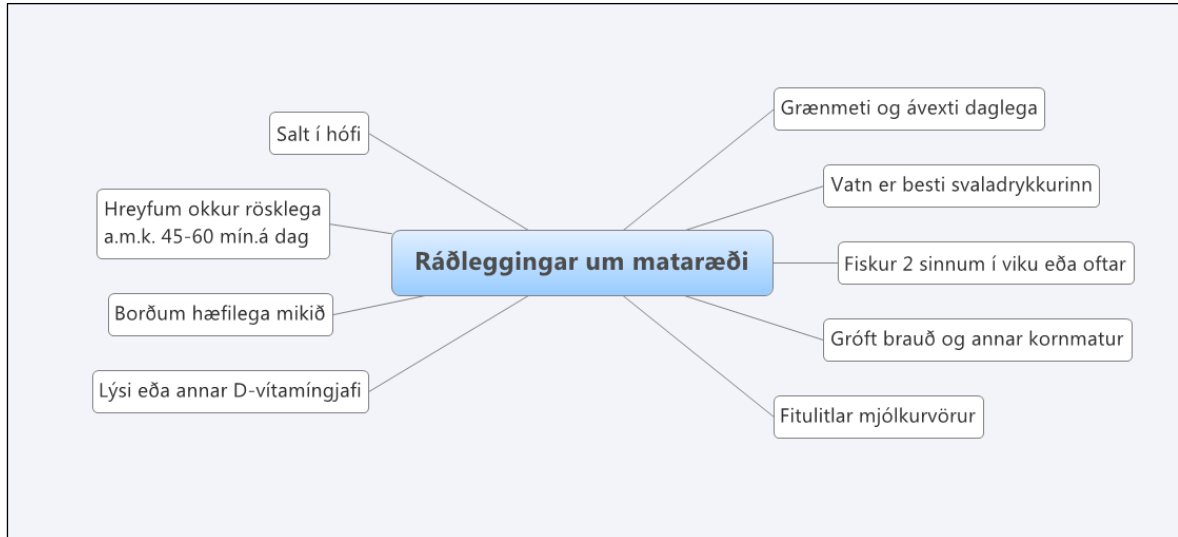 Ráðleggingar um mataræði
Grænmeti og ávexti daglega
Vatn er besti svaladrykkurinn
Fiskur 2 sinnum í viku eða oftar
Gróft brauð og annar kornmatur
Fitulitlar mjólkurvörur
Salt í hófi
Hreyfum okkur rösklega
a.m.k. 45-60 mín.á dag
Borðum hæfilega mikið
Lýsi eða annar D-vítamíngjafi